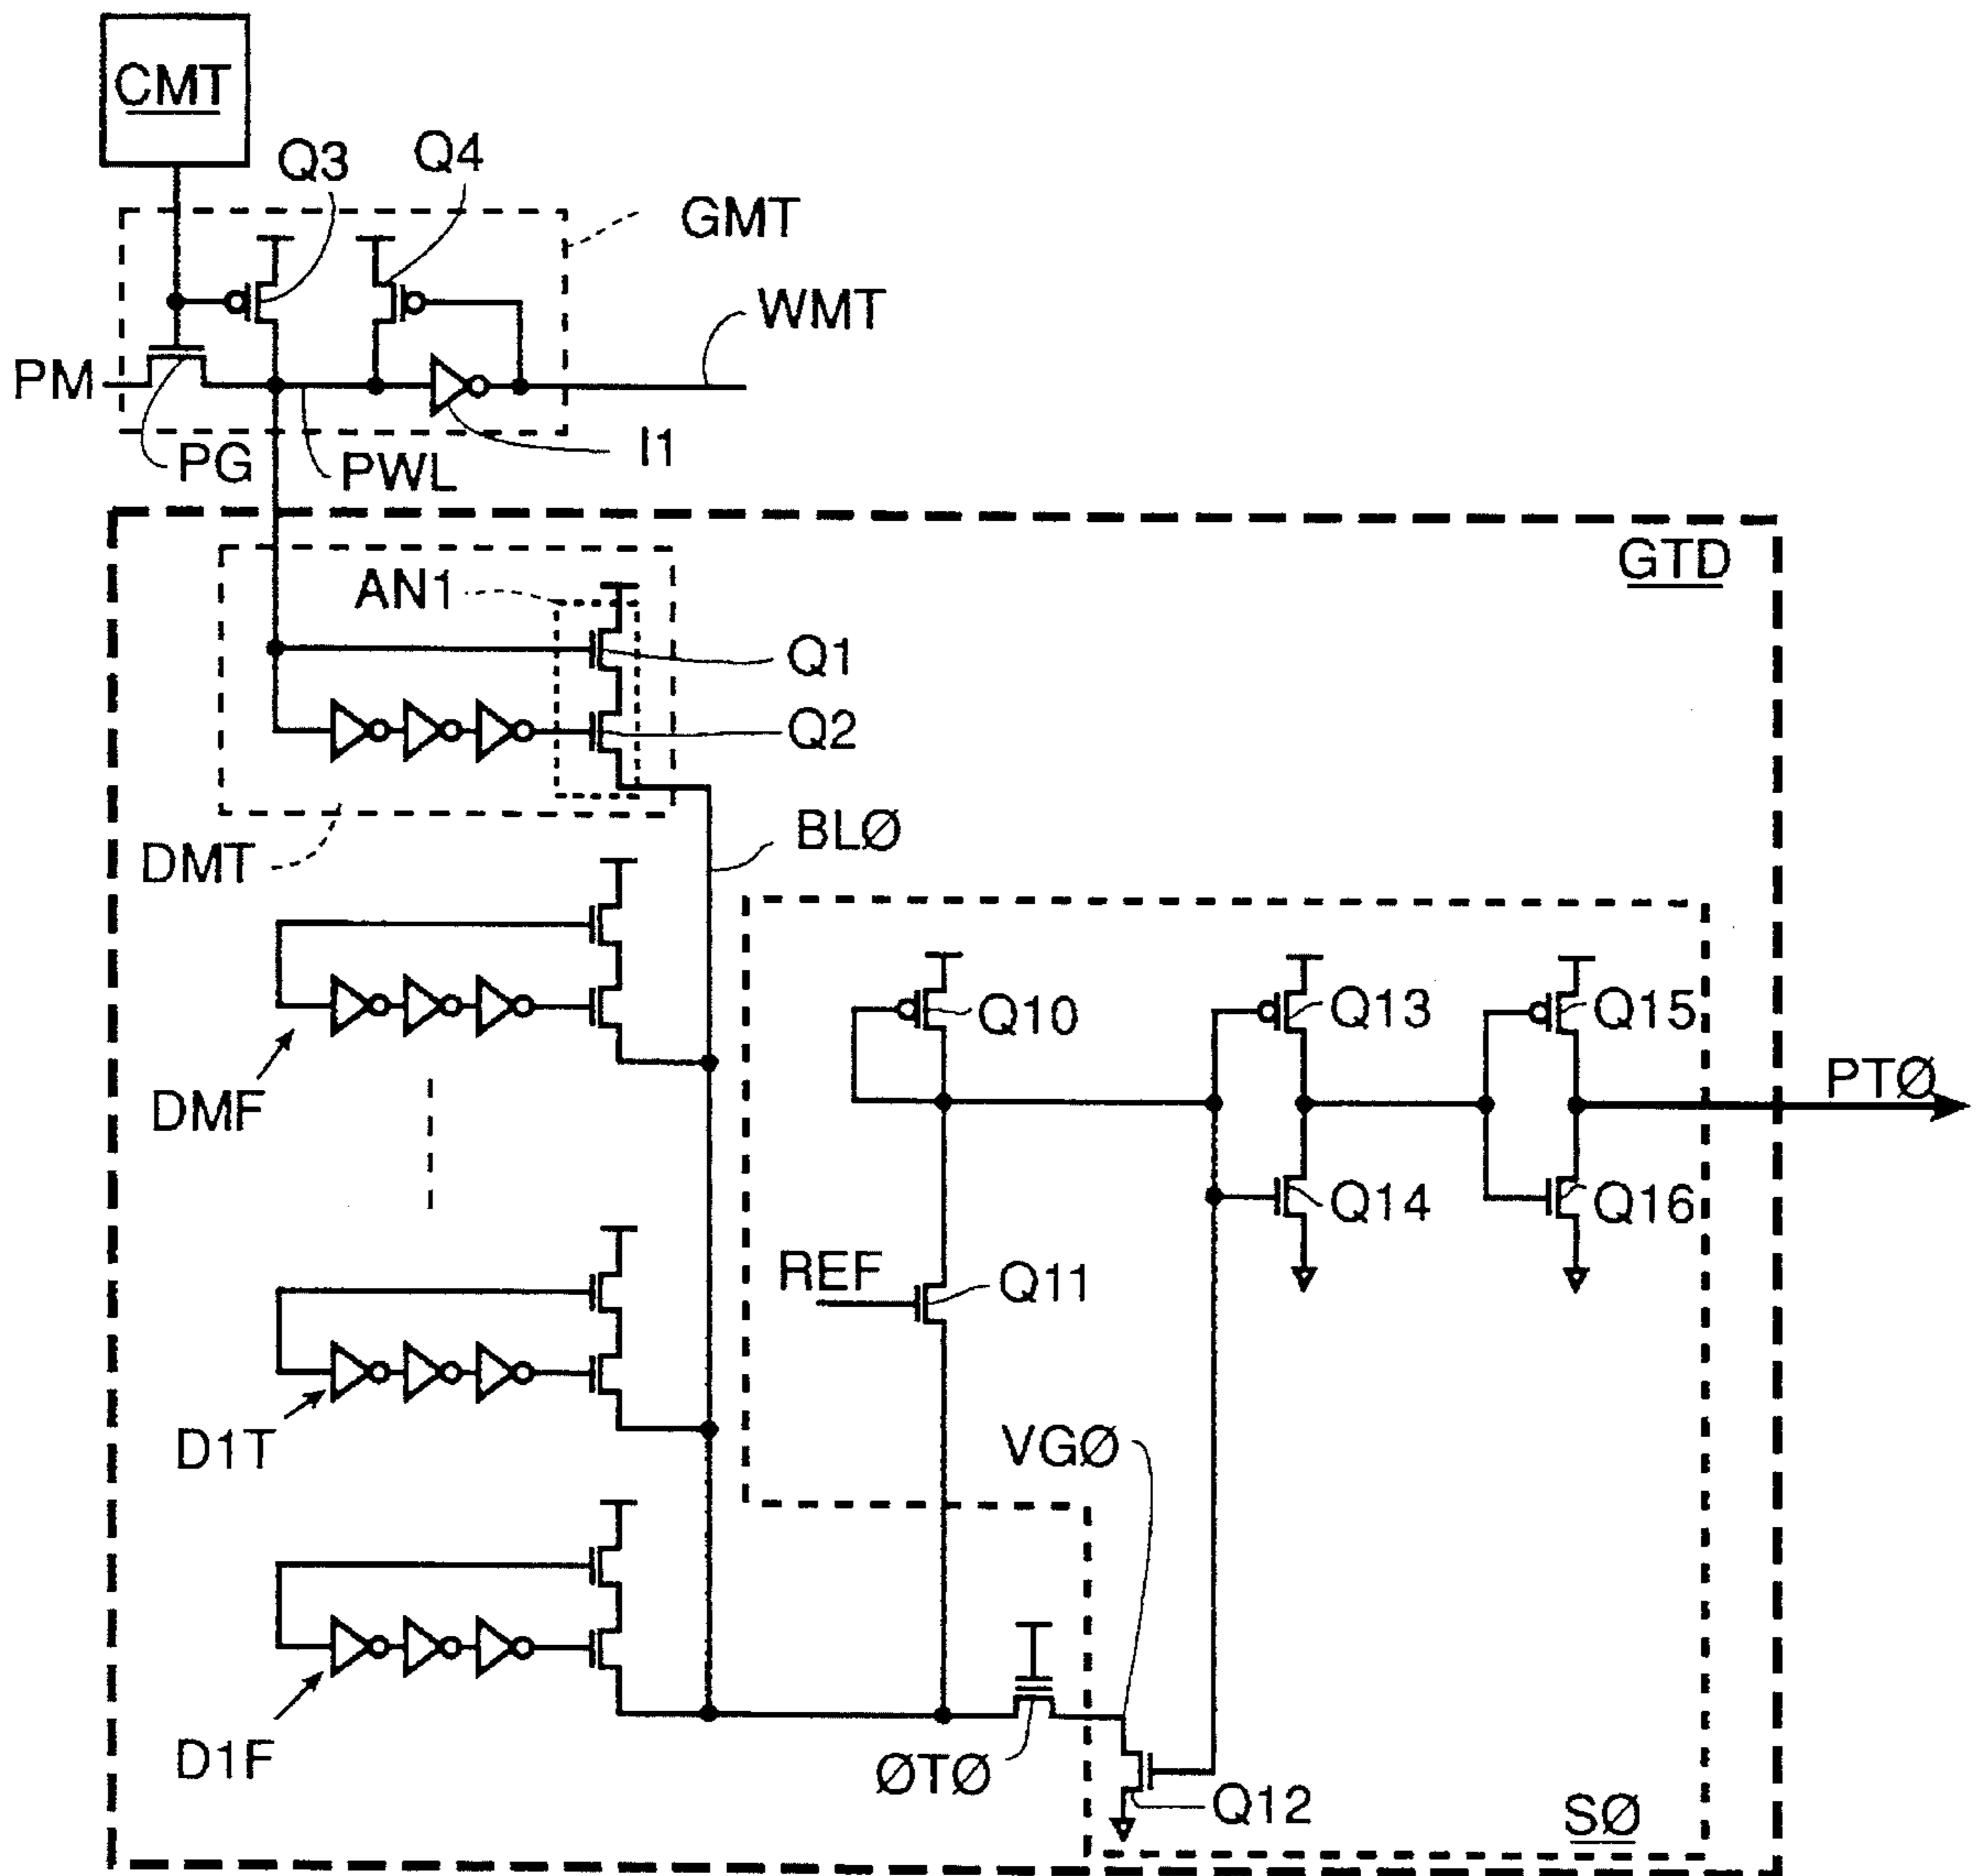 CMT
Q3
Q4
GMT
WMT
PM
PG
PWL
I1
GTD
AN1
Q1
Q2
BLØ
DMT
Q10
Q13
Q15
DMF
PTØ
Q14
Q16
REF
Q11
D1T
VGØ
D1F
ØTØ
Q12
SØ